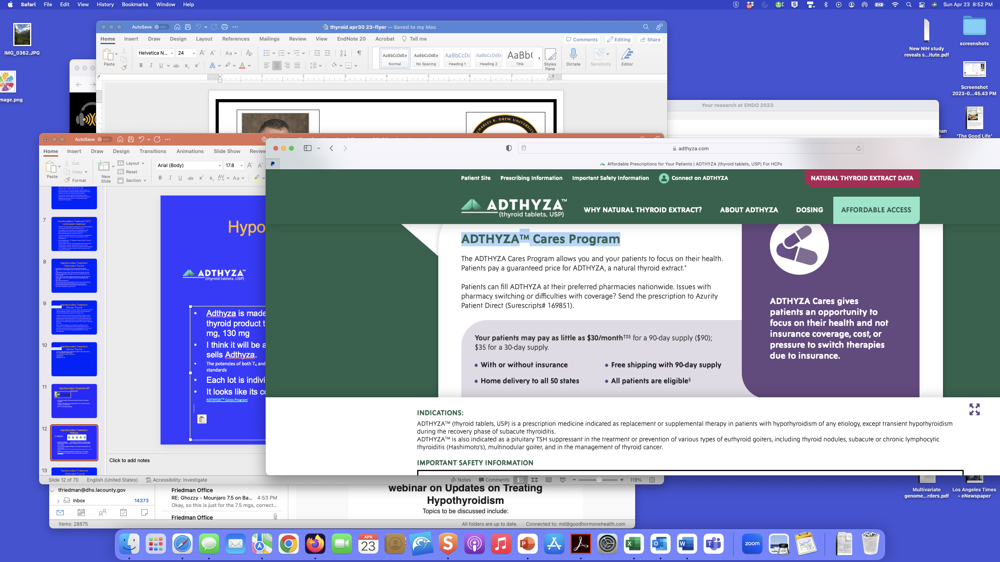 Safari File Edit View History Bookmarks Window Help
Sun Apr 23 8:52 PM
IMG_0362.JPG
mage.png
AutoSave OFF
thyroid apr30 23-flyer — Saved to my Mac
Home Insert Draw Design Layout References Mailings Review View EndNote 20 Acrobat Tell me
Comments Editing Share
Paste
Helvetica N... 24
AaBbCcDdEe
Normal
AaBbCcDdEe
No Spacing
AaBbCcDc
Heading 1
AaBbCcDdEe
Heading 2
AaBb(
Title
Styles
Pane
Dictate
Sensitivity
Editor
1 2 3 4 5 6 7 8
CHARLES R. DREW UNIVERSITY
New NIH study
reveals s...itute.pdf
screenshots
Screenshot
2023-0...45.43 PM
'The Good Life'
Your research at ENDO 2023
AutoSave OFF
Home Insert Draw Design Transitions Animations Slide Show Review
Paste
Cut
Copy
Format
New
Slide
Layout
Reset
Section
Arial (Body) 17.8
7
Hypothyroidism Treatment-T4/T3
combination treatment
8
Hypothyroidism Treatment-
Desiccated Thyroid
9
Hypothyroidism Treatment-
Armour Thyroid
10
Hypothyroidism Treatment-
Armour Thyroid
11
Hypothyroidism Treatment-NP
thyroid
12
Hypothyroidism Treatment-
Adthyza
13
Hypothyroidism Treatment-
Desiccated Thyroid
Hypo
ADTHYZA™
(thyroid tablets, USP)
• Adthyza is made
thyroid product t
mg, 130 mg
• I think it will be a
sells Adthyza.
• The potencies of both T4 and
standards
• Each lot is indivi
• It looks like its co
ADTHYZA™ Cares Program
Click to add notes
Slide 12 of 70 English (United States) Accessibility: Investigate
Notes Comments 119%
adthyza.com
Affordable Prescriptions for Your Patients | ADTHYZA (thyroid tablets, USP) For HCPs
Patient Site Prescribing Information Important Safety Information Connect on ADTHYZA
NATURAL THYROID EXTRACT DATA
ADTHYZA™
(thyroid tablets, USP)
WHY NATURAL THYROID EXTRACT? ABOUT ADTHYZA DOSING AFFORDABLE ACCESS
ADTHYZA™ Cares Program
The ADTHYZA Cares Program allows you and your patients to focus on their health.
Patients pay a guaranteed price for ADTHYZA, a natural thyroid extract.*
Patients can fill ADTHYZA at their preferred pharmacies nationwide. Issues with
pharmacy switching or difficulties with coverage? Send the prescription to Azurity
Patient Direct (Surescripts# 169851).
Your patients may pay as little as $30/month†‡§ for a 90-day supply ($90);
$35 for a 30-day supply.
• With or without insurance
• Free shipping with 90-day supply
• Home delivery to all 50 states
• All patients are eligible§
ADTHYZA Cares gives
patients an opportunity to
focus on their health and not
insurance coverage, cost, or
pressure to switch therapies
due to insurance.
INDICATIONS:
ADTHYZA™ (thyroid tablets, USP) is a prescription medicine indicated as replacement or supplemental therapy in patients with hypothyroidism of any etiology, except transient hypothyroidism
during the recovery phase of subacute thyroiditis.
ADTHYZA™ is also indicated as a pituitary TSH suppressant in the treatment or prevention of various types of euthyroid goiters, including thyroid nodules, subacute or chronic lymphocytic
thyroiditis (Hashimoto's), multinodular goiter, and in the management of thyroid cancer.
IMPORTANT SAFETY INFORMATION
tfriedman@dhs.lacounty.gov
Inbox 14373
Items: 28875
Friedman Office
RE: Ghozzy - Mounjaro 7.5 on Ba... 4:53 PM
Okay, so this is just for the 7.5 mgs, correct...
Friedman Office
webinar on Updates on Treating
Hypothyroidism
Topics to be discussed include:
All folders are up to date. Connected to: md@goodhormonehealth.com
Multivariate
genome...rders.pdf
Los Angeles Times
- eNewspaper
APR
23
zoom